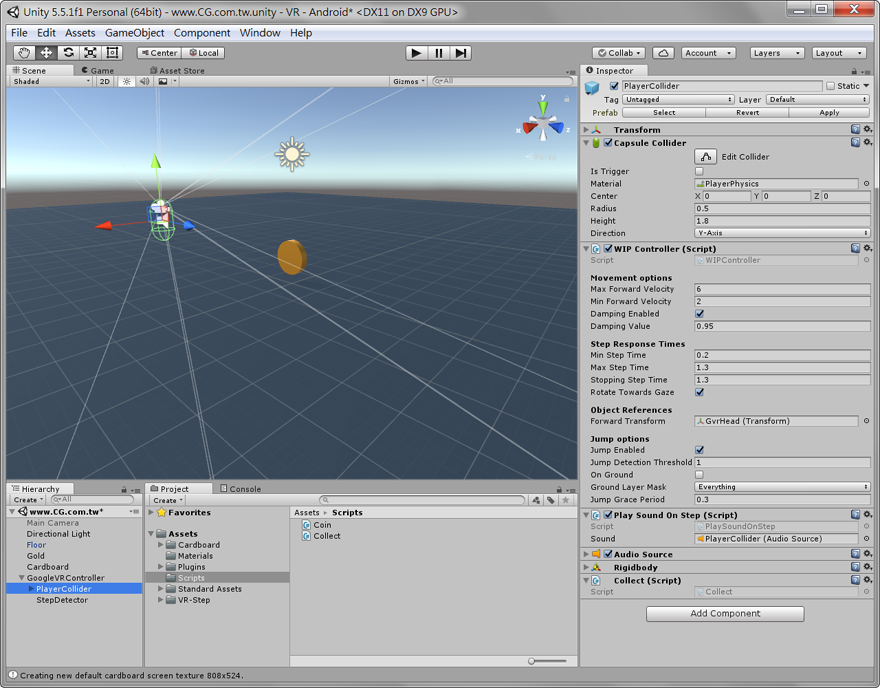 Unity 5.5.1f1 Personal (64bit) - www.CG.com.tw.unity - VR - Android* <DX11 on DX9 GPU>
File Edit Assets GameObject Component Window Help
Center Local Collab Account Layers Layout
Scene Game Asset Store
Shaded 2D Gizmos All
y
x z
Inspector
PlayerCollider Static
Tag Untagged Layer Default
Prefab Select Revert Apply
Transform
Capsule Collider
Edit Collider
Is Trigger
Material PlayerPhysics
Center X 0 Y 0 Z 0
Radius 0.5
Height 1.8
Direction Y-Axis
WIP Controller (Script)
Script WIPController
Movement options
Max Forward Velocity 6
Min Forward Velocity 2
Damping Enabled
Damping Value 0.95
Step Response Times
Min Step Time 0.2
Max Step Time 1.3
Stopping Step Time 1.3
Rotate Towards Gaze
Object References
Forward Transform GvrHead (Transform)
Jump options
Jump Enabled
Jump Detection Threshold 1
On Ground
Ground Layer Mask Everything
Jump Grace Period 0.3
Play Sound On Step (Script)
Script PlaySoundOnStep
Sound PlayerCollider (Audio Source)
Audio Source
Rigidbody
Collect (Script)
Script Collect
Add Component
Hierarchy
Create All
www.CG.com.tw*
Main Camera
Directional Light
Floor
Gold
Cardboard
GoogleVRController
PlayerCollider
StepDetector
Project Console
Create
Favorites
Assets
Cardboard
Materials
Plugins
Scripts
Standard Assets
VR-Step
Assets Scripts
Coin
Collect
Creating new default cardboard screen texture 808x524.